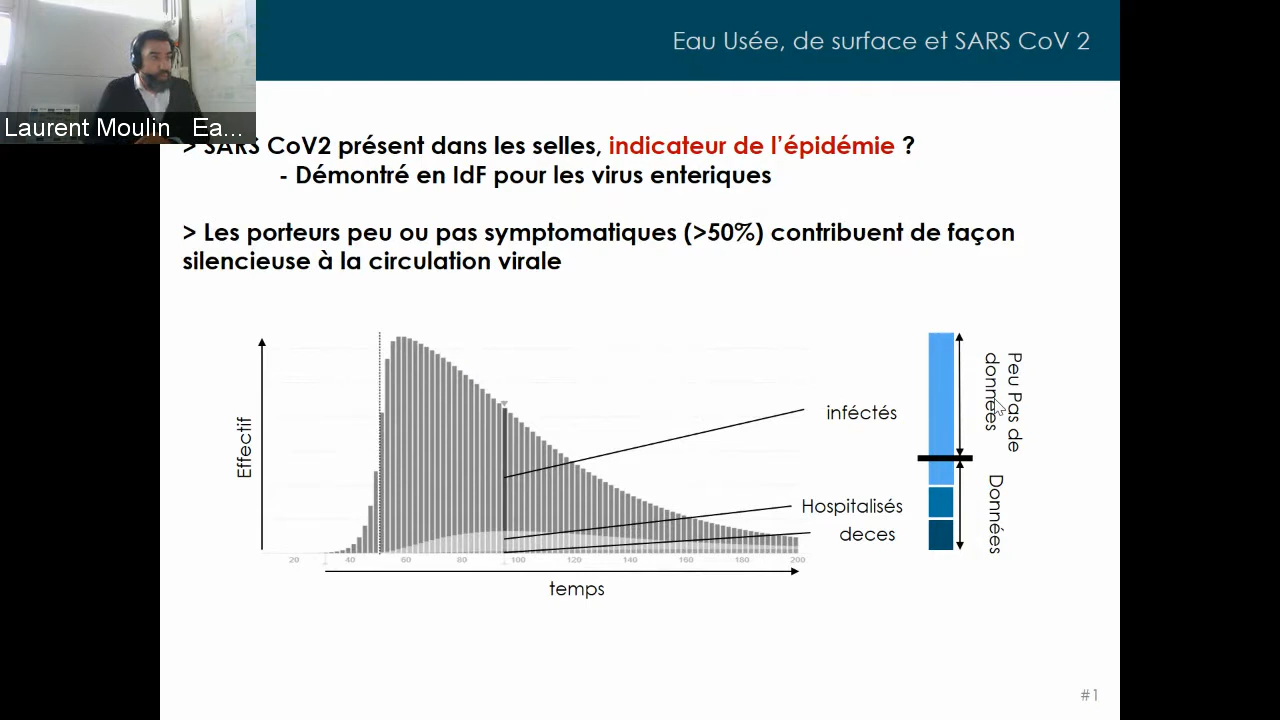 Eau Usée, de surface et SARS CoV 2
Laurent Moulin Ea...
> SARS CoV2 présent dans les selles, indicateur de l'épidémie ?
- Démontré en IdF pour les virus enteriques
> Les porteurs peu ou pas symptomatiques (>50%) contribuent de façon
silencieuse à la circulation virale
Effectif
inféctés
Hospitalisés
deces
20 40 60 80 100 120 140 160 180 200
temps
Peu Pas de
données
Données
#1